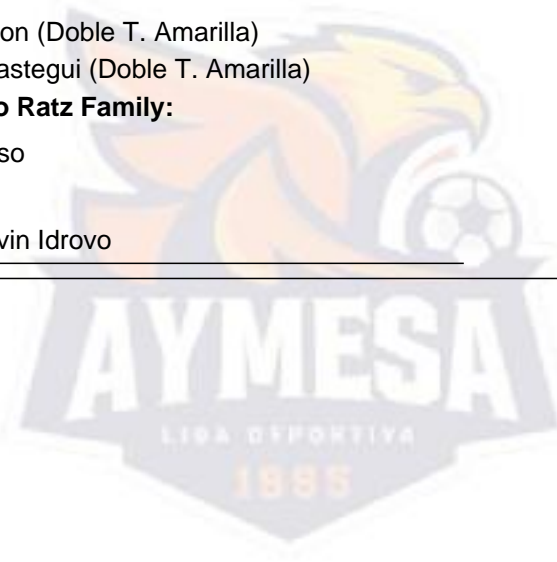 on (Doble T. Amarilla)
astegui (Doble T. Amarilla)
o Ratz Family:
so
vin Idrovo
AYMESA
LIGA DEPORTIVA
1995